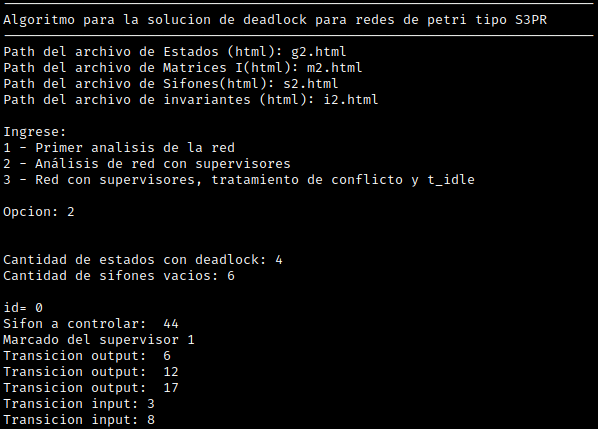 Algoritmo para la solucion de deadlock para redes de petri tipo S3PR
Path del archivo de Estados (html): g2.html
Path del archivo de Matrices I(html): m2.html
Path del archivo de Sifones(html): s2.html
Path del archivo de invariantes (html): i2.html
Ingrese:
1 - Primer analisis de la red
2 - Análisis de red con supervisores
3 - Red con supervisores, tratamiento de conflicto y t_idle
Opcion: 2
Cantidad de estados con deadlock: 4
Cantidad de sifones vacios: 6
id= 0
Sifon a controlar:  44
Marcado del supervisor 1
Transicion output:  6
Transicion output:  12
Transicion output:  17
Transicion input: 3
Transicion input: 8